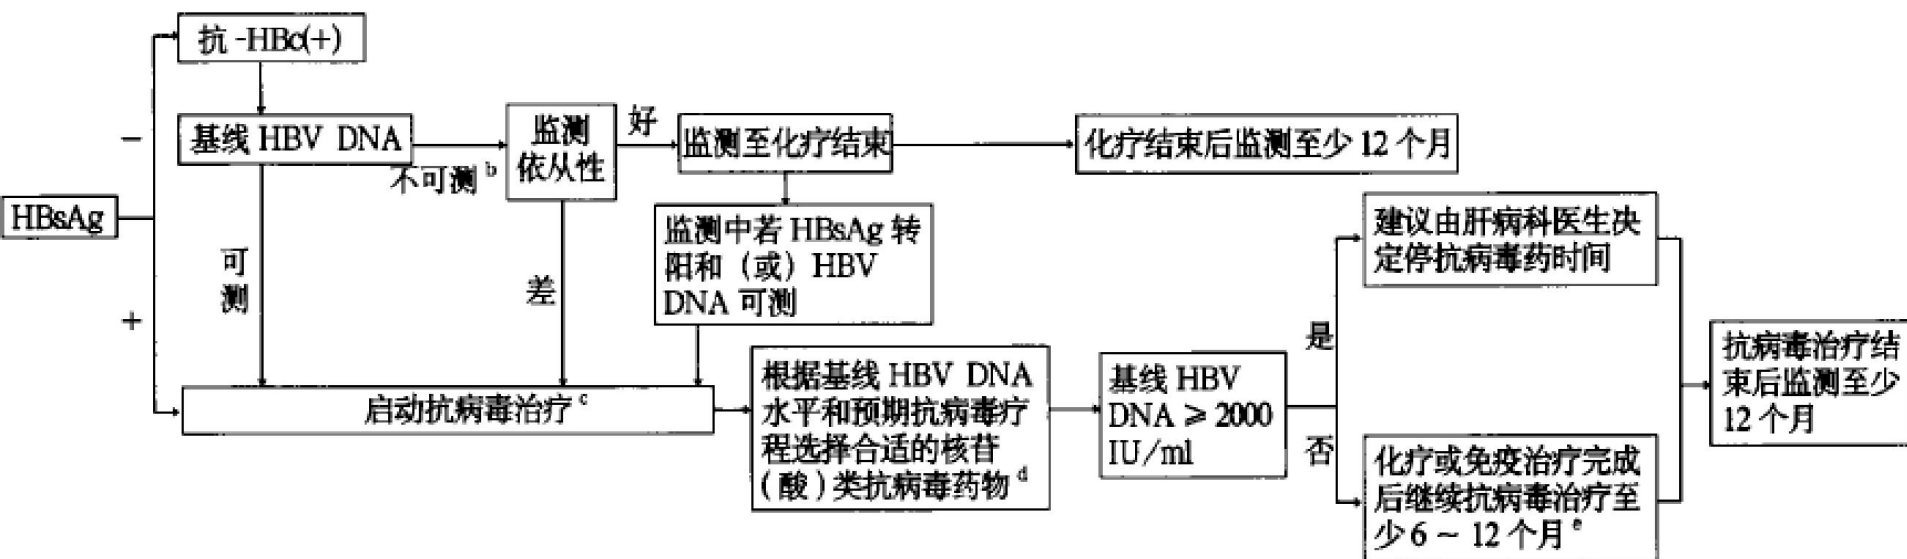 HBsAg
−
+
抗-HBc(+)
基线 HBV DNA
不可测 b
可
测
监测
依从性
好
差
监测至化疗结束
化疗结束后监测至少 12 个月
监测中若 HBsAg 转
阳和（或）HBV
DNA 可测
启动抗病毒治疗 c
根据基线 HBV DNA
水平和预期抗病毒疗
程选择合适的核苷
(酸)类抗病毒药物 d
基线 HBV
DNA ≥ 2000
IU/ml
是
否
建议由肝病科医生决
定停抗病毒药时间
化疗或免疫治疗完成
后继续抗病毒治疗至
少 6 ~ 12 个月 e
抗病毒治疗结
束后监测至少
12 个月